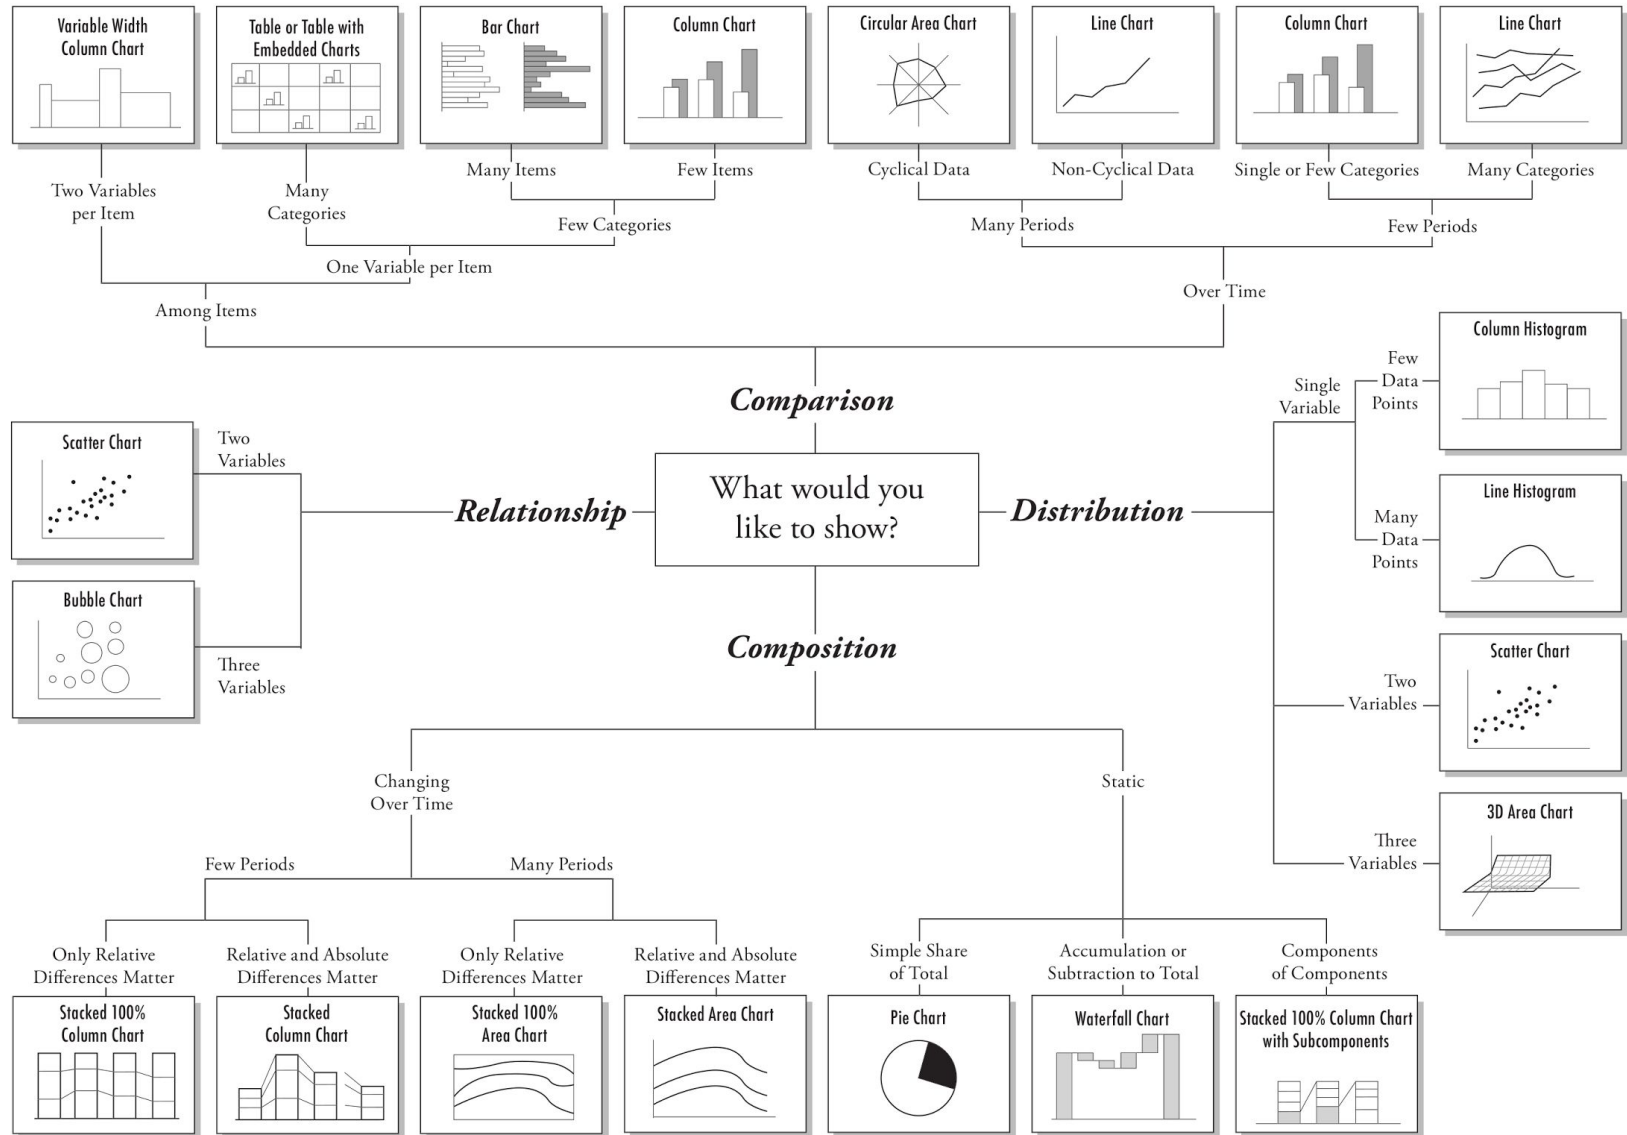 Variable Width
Column Chart
Table or Table with
Embedded Charts
Bar Chart
Column Chart
Circular Area Chart
Line Chart
Column Chart
Line Chart
Two Variables
per Item
Many
Categories
Many Items
Few Items
Cyclical Data
Non-Cyclical Data
Single or Few Categories
Many Categories
Few Categories
Many Periods
Few Periods
One Variable per Item
Over Time
Among Items
Comparison
Single
Variable
Few
Data
Points
Column Histogram
Scatter Chart
Two
Variables
Relationship
What would you
like to show?
Distribution
Many
Data
Points
Line Histogram
Bubble Chart
Three
Variables
Composition
Two
Variables
Scatter Chart
Changing
Over Time
Static
Three
Variables
3D Area Chart
Few Periods
Many Periods
Only Relative
Differences Matter
Relative and Absolute
Differences Matter
Only Relative
Differences Matter
Relative and Absolute
Differences Matter
Simple Share
of Total
Accumulation or
Subtraction to Total
Components
of Components
Stacked 100%
Column Chart
Stacked
Column Chart
Stacked 100%
Area Chart
Stacked Area Chart
Pie Chart
Waterfall Chart
Stacked 100% Column Chart
with Subcomponents